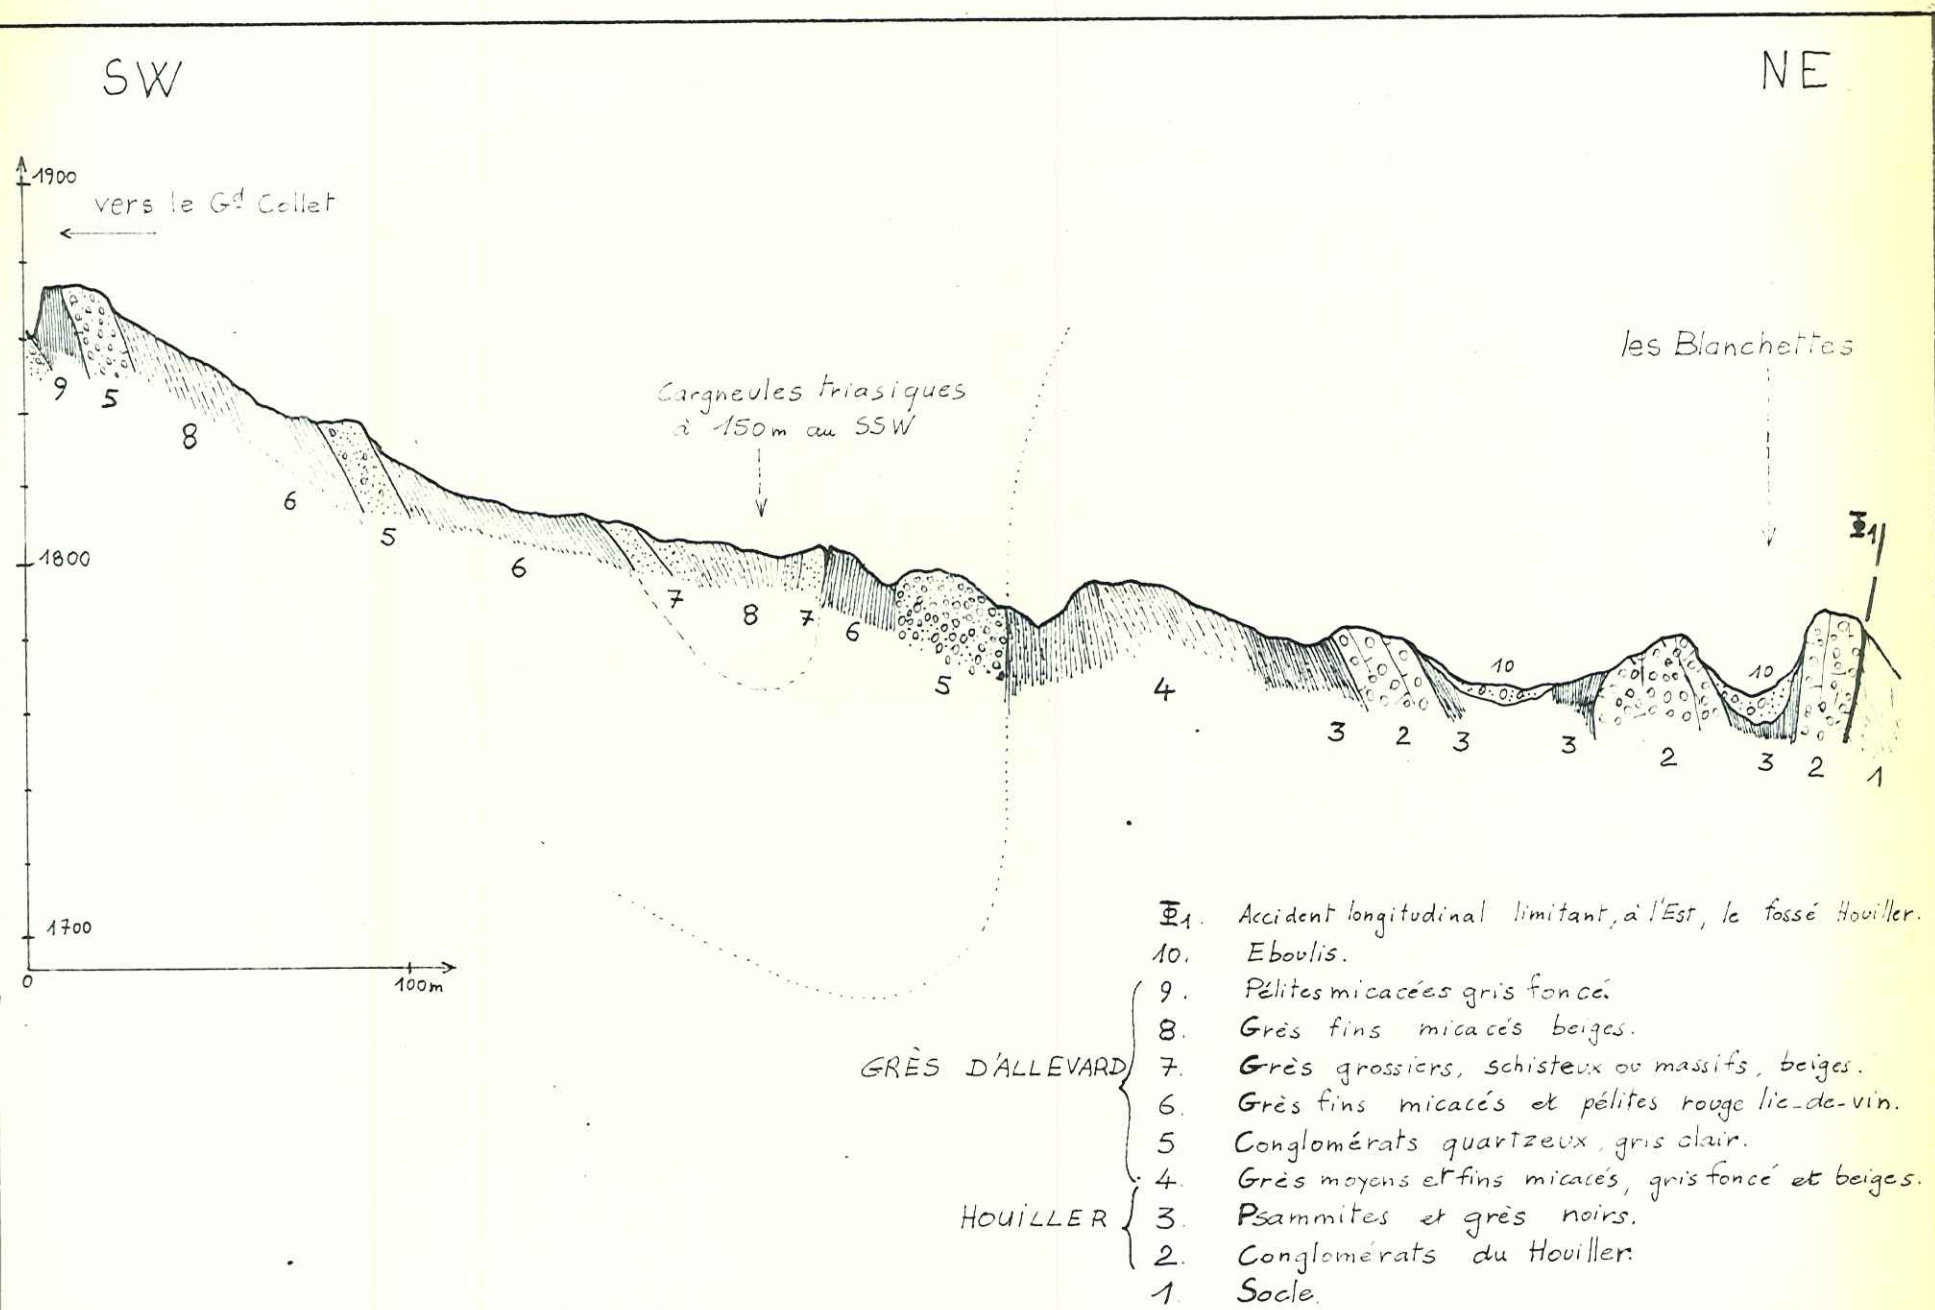 SW
NE
1900
vers le Gd Collet
les Blanchettes
Cargneules triasiques
à 150m au SSW
9
5
8
6
5
6
7
8
7
6
5
4
3
2
3
10
3
2
10
3
2
1
Φ1
1800
1700
0
100m
Φ1. Accident longitudinal limitant, à l'Est, le fossé Houiller.
10. Eboulis.
9. Pélites micacées gris foncé.
8. Grès fins micacés beiges.
GRÈS D'ALLEVARD
7. Grès grossiers, schisteux ou massifs, beiges.
6. Grès fins micacés et pélites rouge lie-de-vin.
5 Conglomérats quartzeux, gris clair.
4. Grès moyens et fins micacés, gris foncé et beiges.
HOUILLER
3. Psammites et grès noirs.
2. Conglomérats du Houiller.
1 Socle.